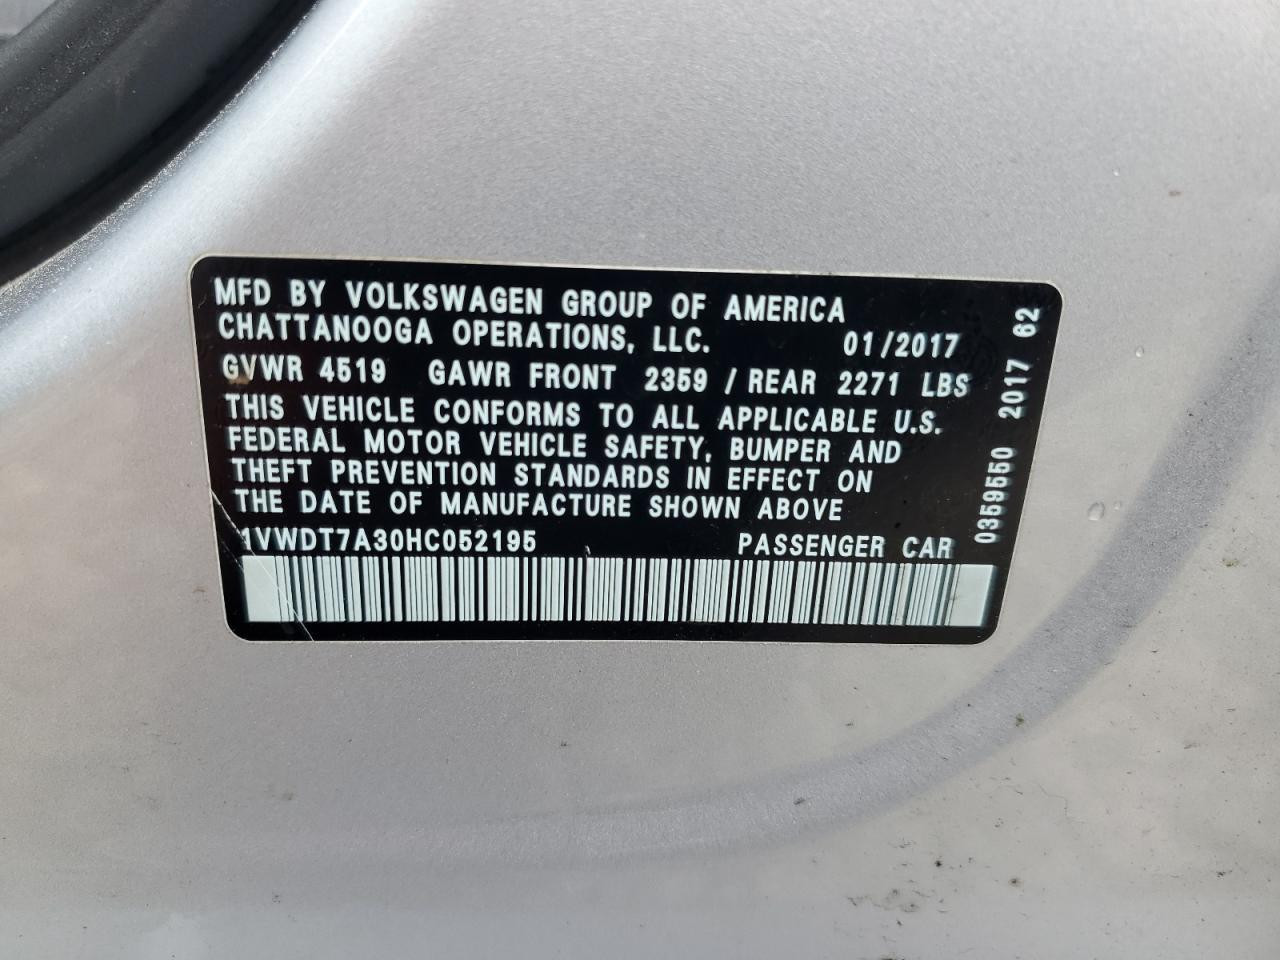 MFD BY VOLKSWAGEN GROUP OF AMERICA
CHATTANOOGA OPERATIONS, LLC. 01/2017
GVWR 4519 GAWR FRONT 2359 / REAR 2271 LBS
THIS VEHICLE CONFORMS TO ALL APPLICABLE U.S.
FEDERAL MOTOR VEHICLE SAFETY, BUMPER AND
THEFT PREVENTION STANDARDS IN EFFECT ON
THE DATE OF MANUFACTURE SHOWN ABOVE
1VWDT7A30HC052195 PASSENGER CAR
0359550 2017 62